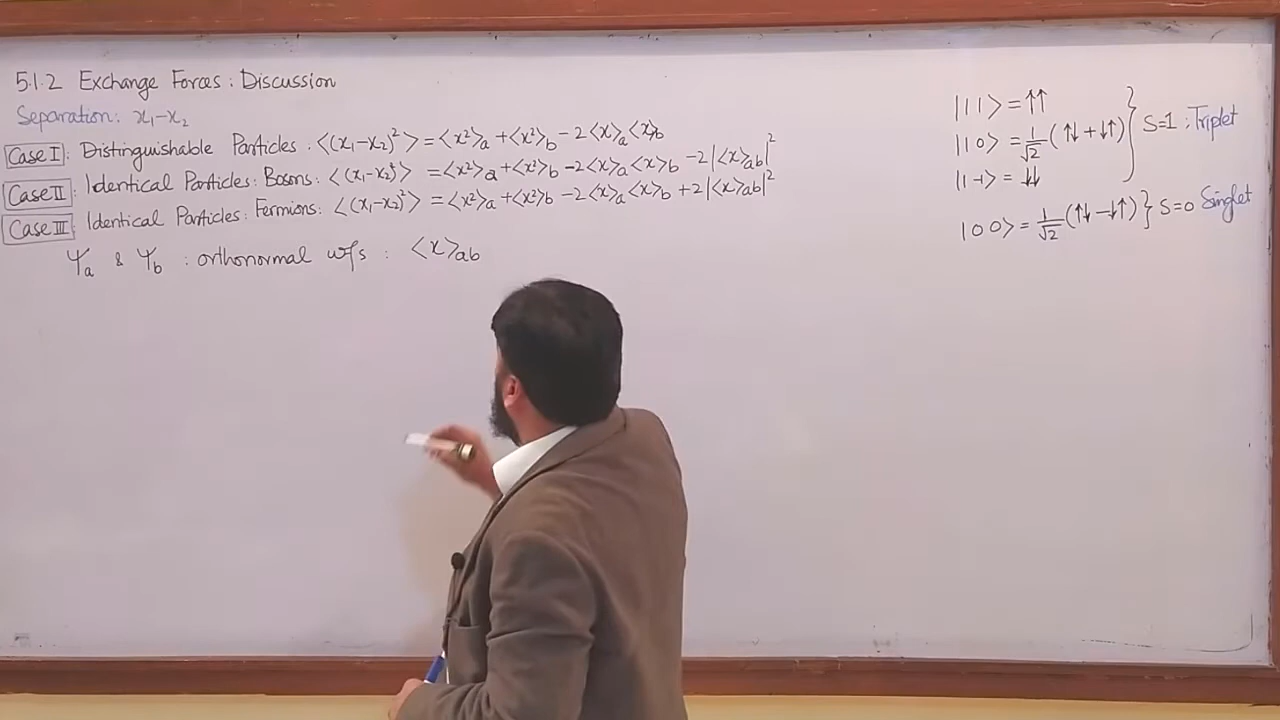 5.1.2 Exchange Forces : Discussion
Separation: x₁-x₂
Case I : Distinguishable Particles : ⟨(x₁-x₂)²⟩ = ⟨x²⟩a + ⟨x²⟩b - 2⟨x⟩a⟨x⟩b
Case II : Identical Particles : Bosons : ⟨(x₁-x₂)²⟩ = ⟨x²⟩a + ⟨x²⟩b - 2⟨x⟩a⟨x⟩b - 2|⟨x⟩ab|²
Case III : Identical Particles : Fermions : ⟨(x₁-x₂)²⟩ = ⟨x²⟩a + ⟨x²⟩b - 2⟨x⟩a⟨x⟩b + 2|⟨x⟩ab|²
Ψa & Ψb : orthonormal w/s : ⟨x⟩ab
|1 1⟩ = ↑↑
|1 0⟩ = 1/√2 (↑↓ + ↓↑) } S=1 : Triplet
|1 -1⟩ = ↓↓
|0 0⟩ = 1/√2 (↑↓ - ↓↑) } S=0 Singlet